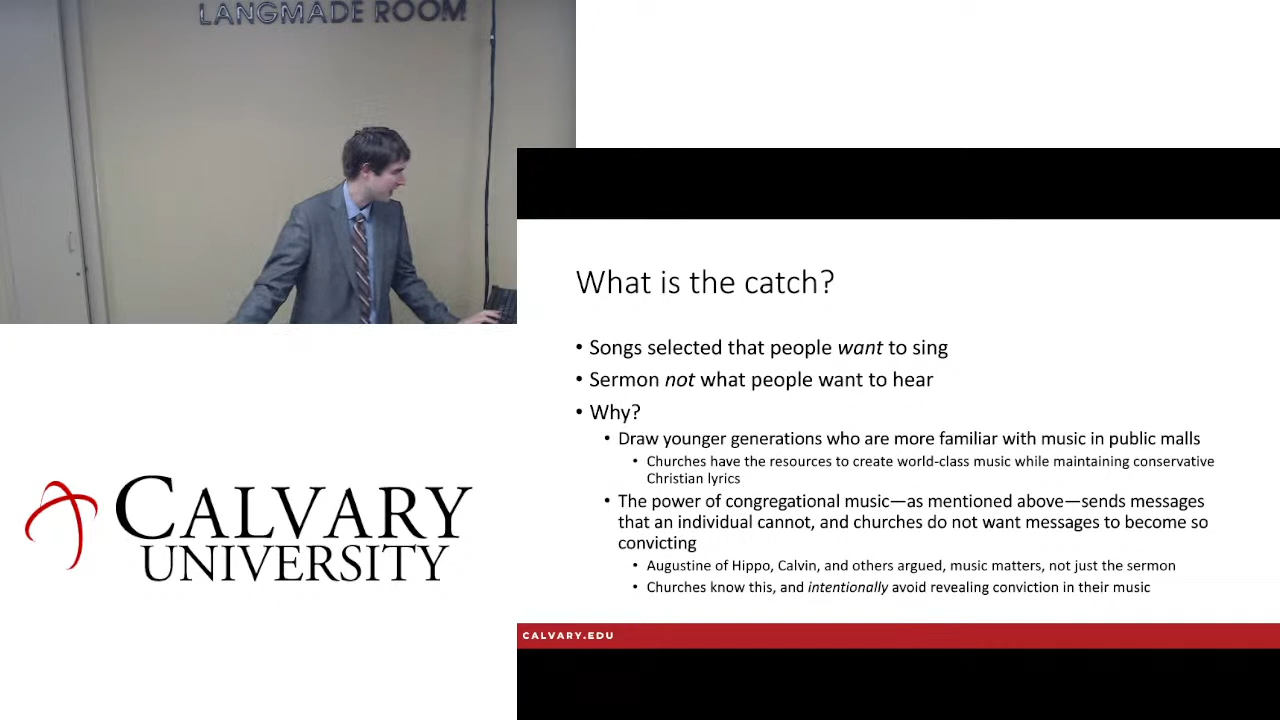 LANGMADE ROOM
What is the catch?
• Songs selected that people want to sing
• Sermon not what people want to hear
• Why?
• Draw younger generations who are more familiar with music in public malls
• Churches have the resources to create world-class music while maintaining conservative
Christian lyrics
• The power of congregational music—as mentioned above—sends messages
that an individual cannot, and churches do not want messages to become so
convicting
• Augustine of Hippo, Calvin, and others argued, music matters, not just the sermon
• Churches know this, and intentionally avoid revealing conviction in their music
CALVARY.EDU
CALVARY
UNIVERSITY